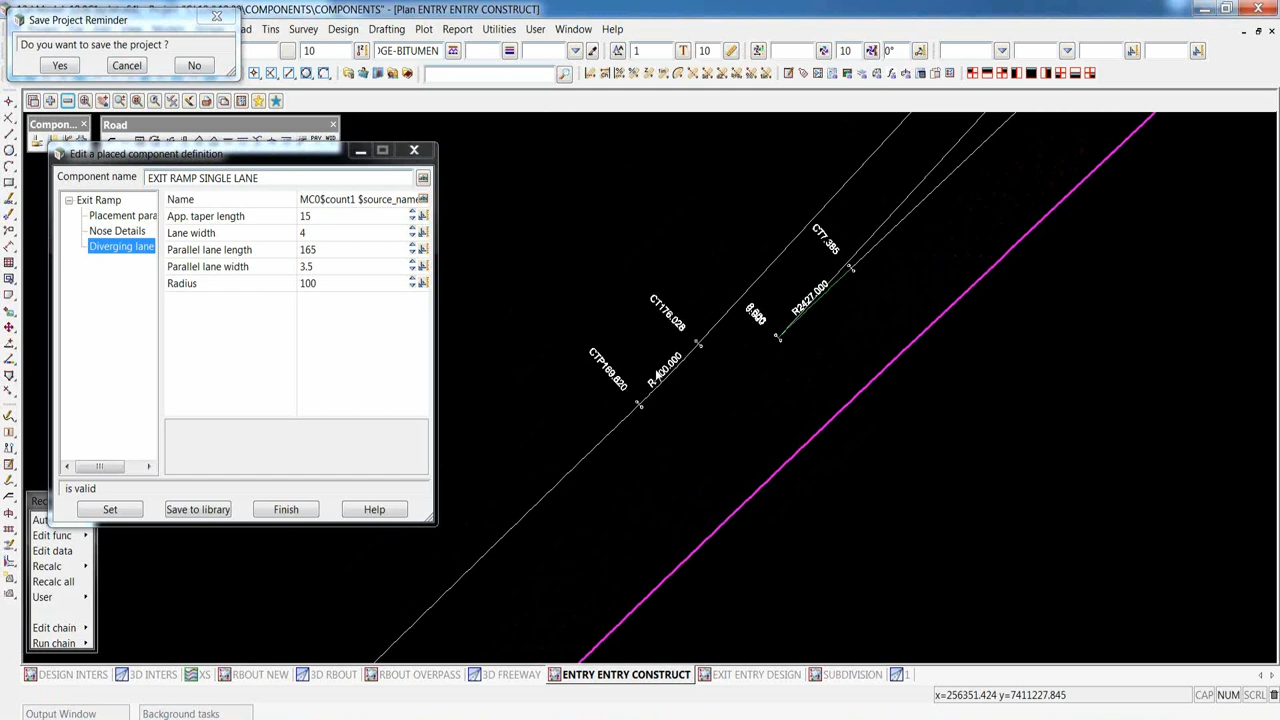 COMPONENTS\COMPONENTS" - [Plan ENTRY ENTRY CONSTRUCT]
Save Project Reminder
Do you want to save the project ?
Yes
Cancel
No
Tins
Survey
Design
Drafting
Plot
Report
Utilities
User
Window
Help
10
GE-BITUMEN
1
10
10
0°
Compon...
Road
Edit a placed component definition
Component name
EXIT RAMP SINGLE LANE
Exit Ramp
Placement para
Nose Details
Diverging lane
Name
MC0$count1 $source_name
App. taper length
15
Lane width
4
Parallel lane length
165
Parallel lane width
3.5
Radius
100
is valid
Set
Save to library
Finish
Help
Edit func
Edit data
Recalc
Recalc all
User
Edit chain
Run chain
CT7.385
R2427.000
CT176.028
CTP169.620
DESIGN INTERS
3D INTERS
XS
RBOUT NEW
3D RBOUT
RBOUT OVERPASS
3D FREEWAY
ENTRY ENTRY CONSTRUCT
EXIT ENTRY DESIGN
SUBDIVISION
1
x=256351.424 y=7411227.845
CAP
NUM
SCRL
Output Window
Background tasks